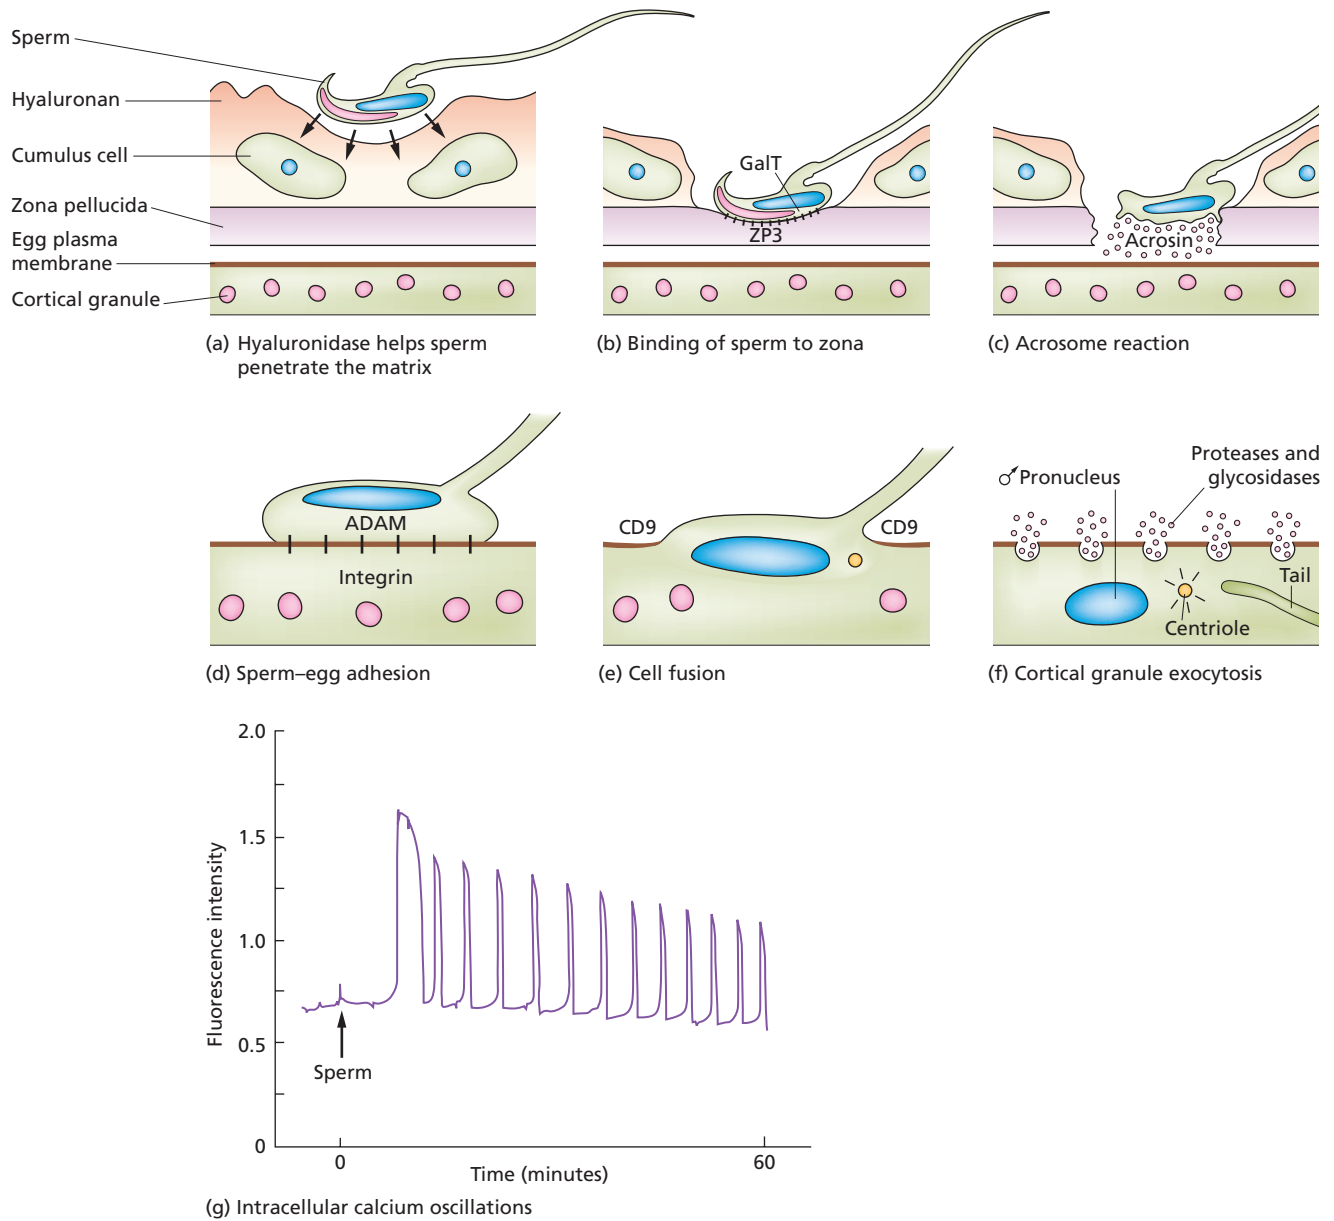 Sperm
Hyaluronan
Cumulus cell
Zona pellucida
Egg plasma
membrane
Cortical granule
(a) Hyaluronidase helps sperm
penetrate the matrix
GalT
ZP3
(b) Binding of sperm to zona
Acrosin
(c) Acrosome reaction
ADAM
Integrin
(d) Sperm–egg adhesion
CD9
CD9
(e) Cell fusion
Proteases and
glycosidases
♂ Pronucleus
Tail
Centriole
(f) Cortical granule exocytosis
2.0
1.5
1.0
0.5
0
Fluorescence intensity
Sperm
0
60
Time (minutes)
(g) Intracellular calcium oscillations